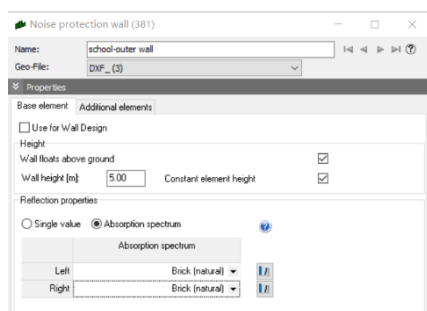 Noise protection wall (381)
Name: school-outer wall
Geo-File: DXF_ (3)
Properties
Base element Additional elements
Use for Wall Design
Height
Wall floats above ground
Wall height [m]: 5.00 Constant element height
Reflection properties
Single value Absorption spectrum
Absorption spectrum
Left Brick (natural)
Right Brick (natural)